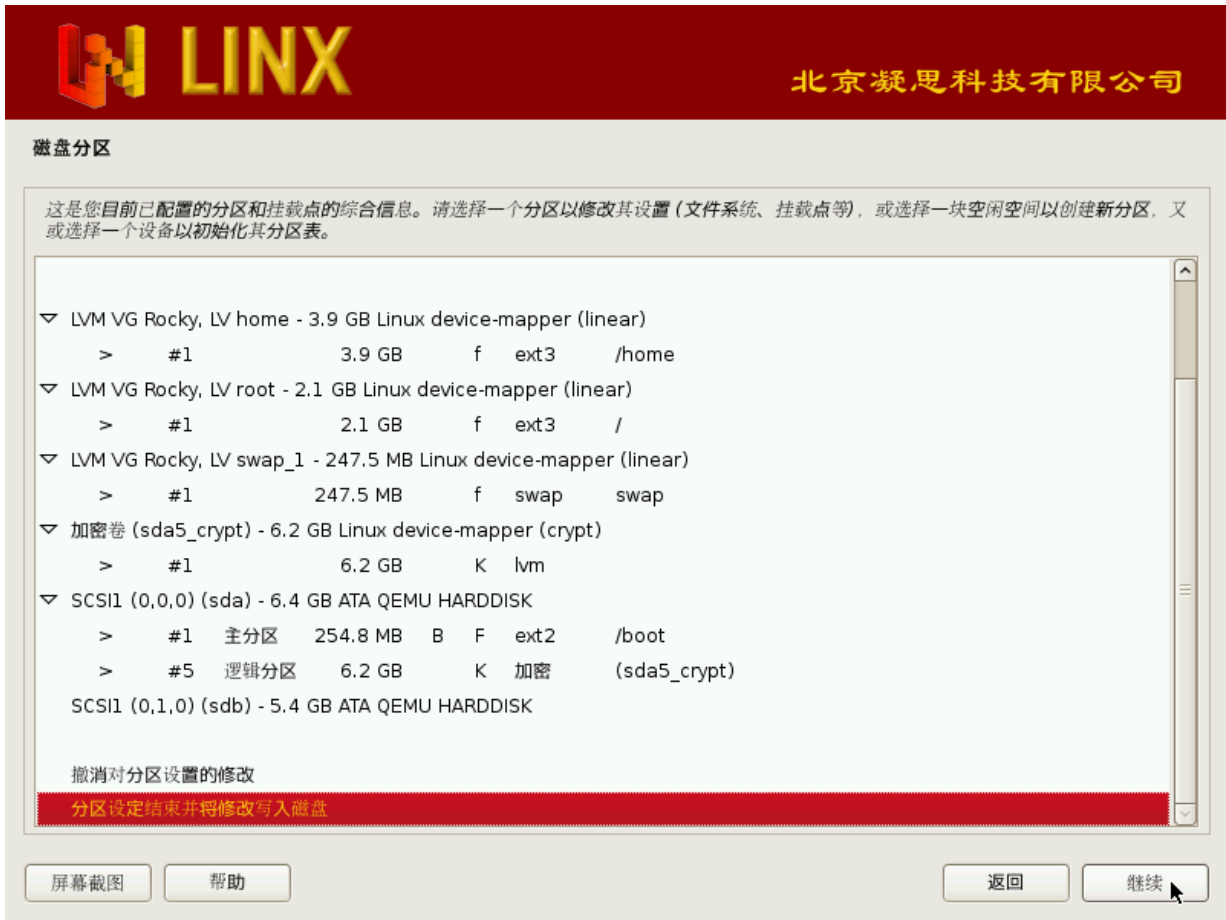 LINX
北京凝思科技有限公司
磁盘分区
这是您目前已配置的分区和挂载点的综合信息。请选择一个分区以修改其设置 (文件系统、挂载点等)，或选择一块空闲空间以创建新分区，又
或选择一个设备以初始化其分区表。
LVM VG Rocky, LV home - 3.9 GB Linux device-mapper (linear)
> #1 3.9 GB f ext3 /home
LVM VG Rocky, LV root - 2.1 GB Linux device-mapper (linear)
> #1 2.1 GB f ext3 /
LVM VG Rocky, LV swap_1 - 247.5 MB Linux device-mapper (linear)
> #1 247.5 MB f swap swap
加密卷 (sda5_crypt) - 6.2 GB Linux device-mapper (crypt)
> #1 6.2 GB K lvm
SCSI1 (0,0,0) (sda) - 6.4 GB ATA QEMU HARDDISK
> #1 主分区 254.8 MB B F ext2 /boot
> #5 逻辑分区 6.2 GB K 加密 (sda5_crypt)
SCSI1 (0,1,0) (sdb) - 5.4 GB ATA QEMU HARDDISK
撤消对分区设置的修改
分区设定结束并将修改写入磁盘
屏幕截图 帮助 返回 继续